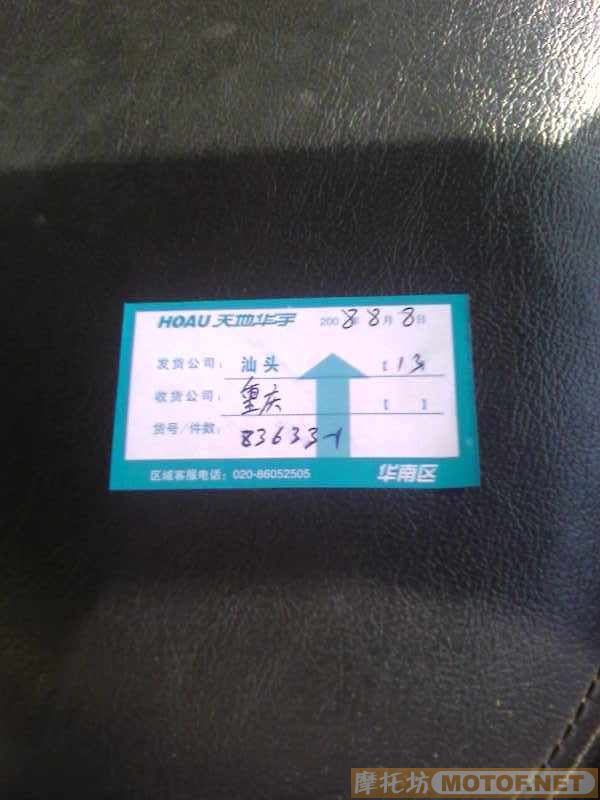 HOAU 天地华宇 2008年8月8日
发货公司：汕头 【13】
收货公司：重庆 【 】
货号/件数：83633-1
区域客服电话：020-86052505 华南区
摩托坊 MOTOF.NET